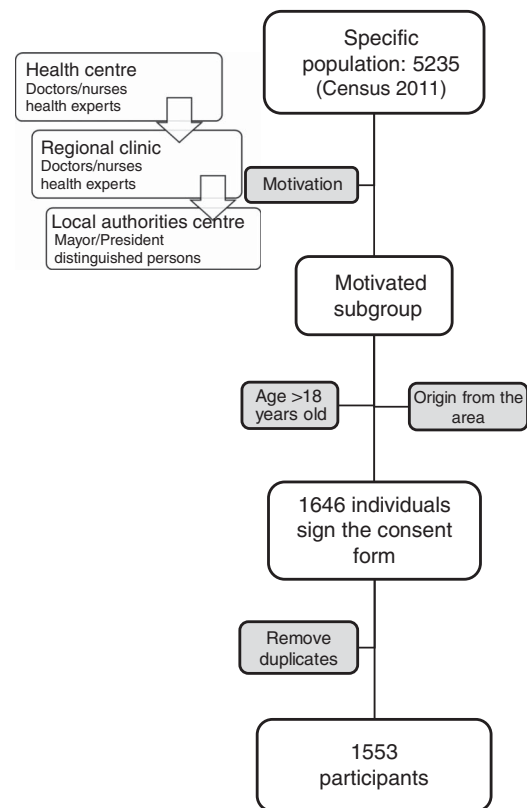 Specific
population: 5235
(Census 2011)
Health centre
Doctors/nurses
health experts
Regional clinic
Doctors/nurses
health experts
Local authorities centre
Mayor/President
distinguished persons
Motivation
Motivated
subgroup
Age >18
years old
Origin from the
area
1646 individuals
sign the consent
form
Remove
duplicates
1553
participants